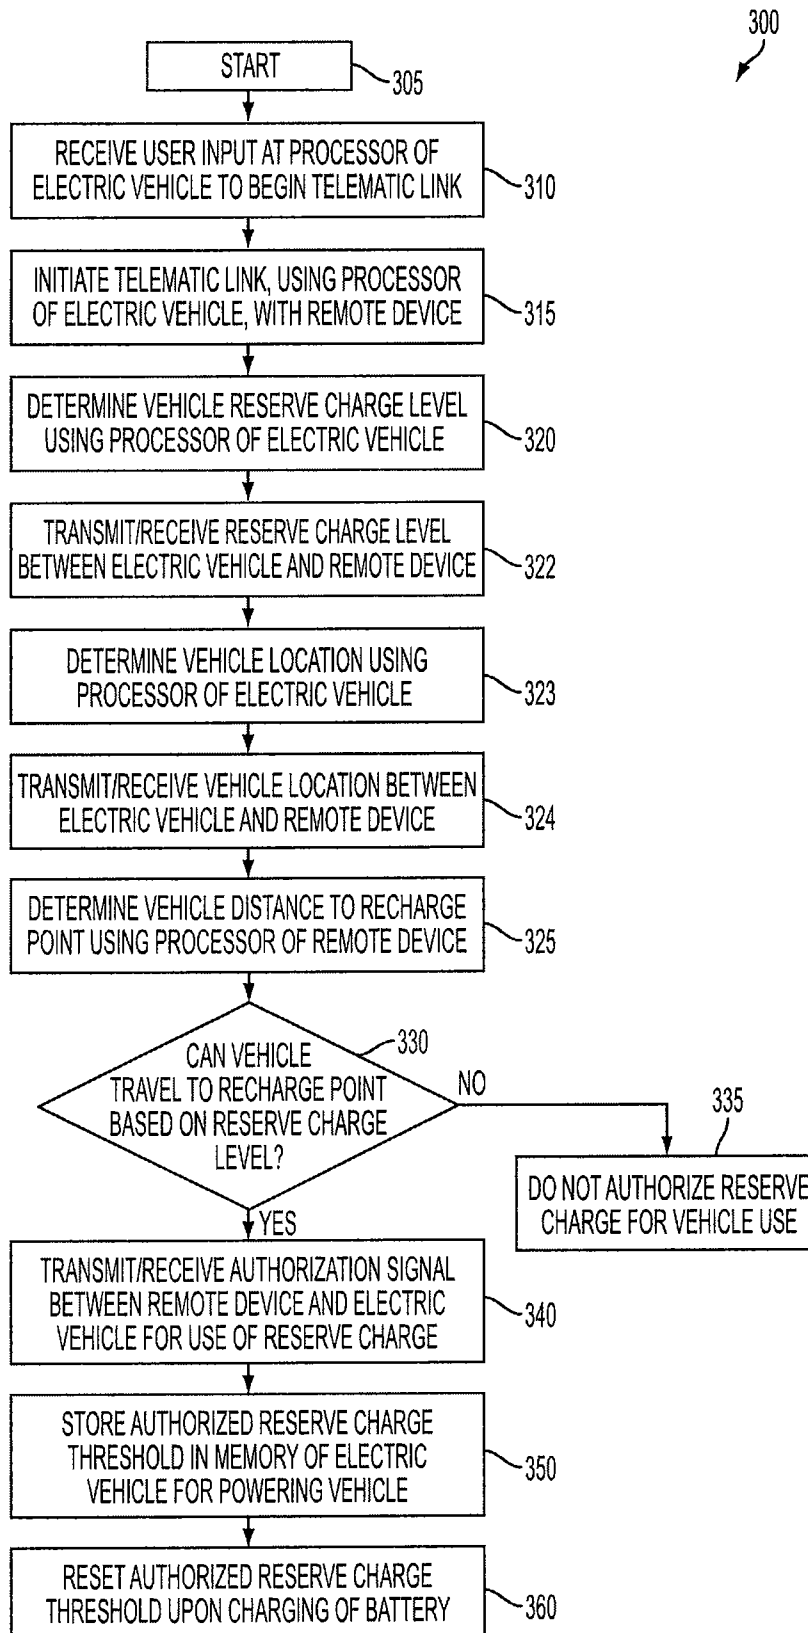 300
START
305
RECEIVE USER INPUT AT PROCESSOR OF
ELECTRIC VEHICLE TO BEGIN TELEMATIC LINK
310
INITIATE TELEMATIC LINK, USING PROCESSOR
OF ELECTRIC VEHICLE, WITH REMOTE DEVICE
315
DETERMINE VEHICLE RESERVE CHARGE LEVEL
USING PROCESSOR OF ELECTRIC VEHICLE
320
TRANSMIT/RECEIVE RESERVE CHARGE LEVEL
BETWEEN ELECTRIC VEHICLE AND REMOTE DEVICE
322
DETERMINE VEHICLE LOCATION USING
PROCESSOR OF ELECTRIC VEHICLE
323
TRANSMIT/RECEIVE VEHICLE LOCATION BETWEEN
ELECTRIC VEHICLE AND REMOTE DEVICE
324
DETERMINE VEHICLE DISTANCE TO RECHARGE
POINT USING PROCESSOR OF REMOTE DEVICE
325
CAN VEHICLE
TRAVEL TO RECHARGE POINT
BASED ON RESERVE CHARGE
LEVEL?
330
NO
335
DO NOT AUTHORIZE RESERVE
CHARGE FOR VEHICLE USE
YES
TRANSMIT/RECEIVE AUTHORIZATION SIGNAL
BETWEEN REMOTE DEVICE AND ELECTRIC
VEHICLE FOR USE OF RESERVE CHARGE
340
STORE AUTHORIZED RESERVE CHARGE
THRESHOLD IN MEMORY OF ELECTRIC
VEHICLE FOR POWERING VEHICLE
350
RESET AUTHORIZED RESERVE CHARGE
THRESHOLD UPON CHARGING OF BATTERY
360